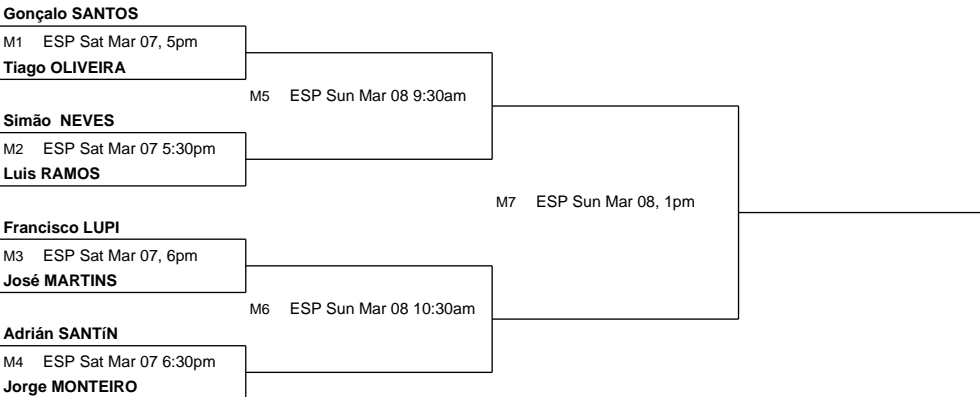 Gonçalo SANTOS
M1 ESP Sat Mar 07, 5pm
Tiago OLIVEIRA
M5 ESP Sun Mar 08 9:30am
Simão NEVES
M2 ESP Sat Mar 07 5:30pm
Luis RAMOS
M7 ESP Sun Mar 08, 1pm
Francisco LUPI
M3 ESP Sat Mar 07, 6pm
José MARTINS
M6 ESP Sun Mar 08 10:30am
Adrián SANTíN
M4 ESP Sat Mar 07 6:30pm
Jorge MONTEIRO